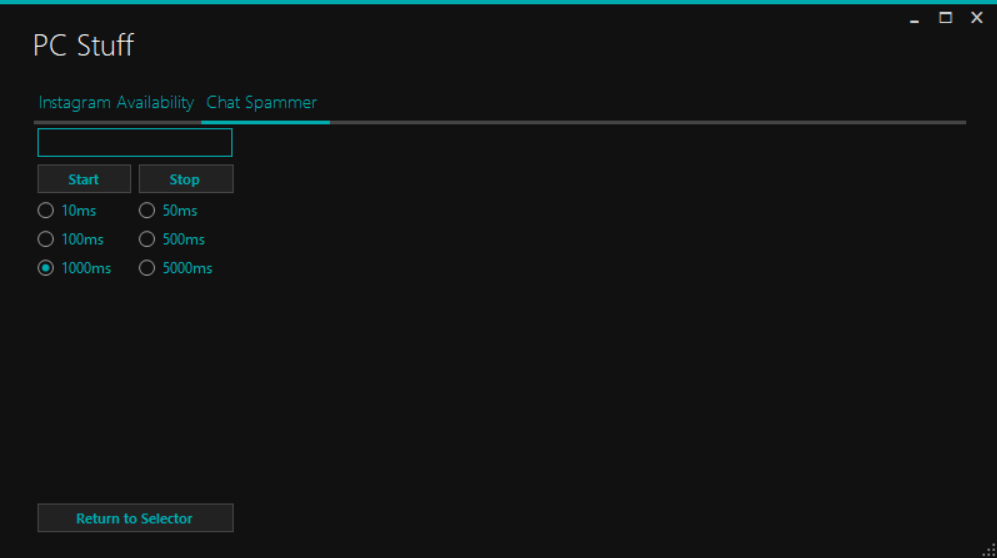 PC Stuff
Instagram Availability Chat Spammer
Start Stop
10ms 50ms
100ms 500ms
1000ms 5000ms
Return to Selector